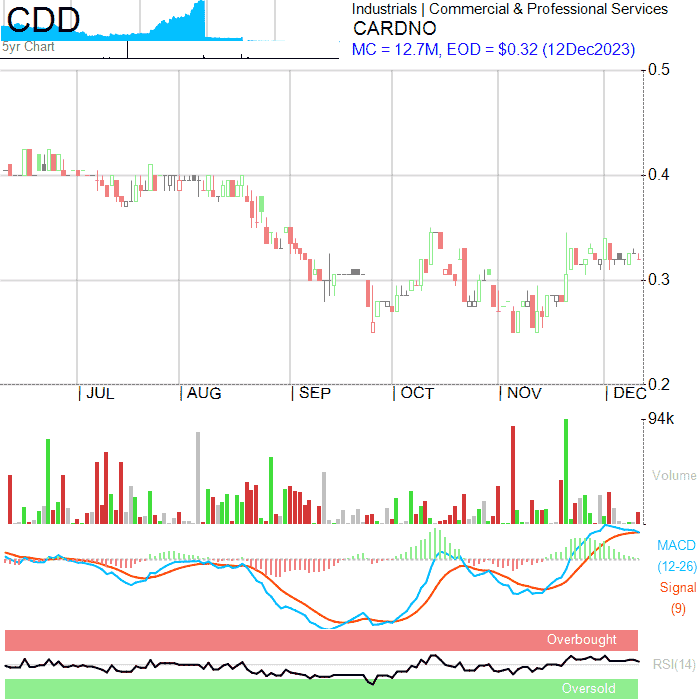 CDD
5yr Chart
Industrials | Commercial & Professional Services
CARDNO
MC = 12.7M, EOD = $0.32 (12Dec2023)
0.5
0.4
0.3
0.2
JUL AUG SEP OCT NOV DEC
94k
Volume
MACD
(12-26)
Signal
(9)
Overbought
RSI(14)
Oversold